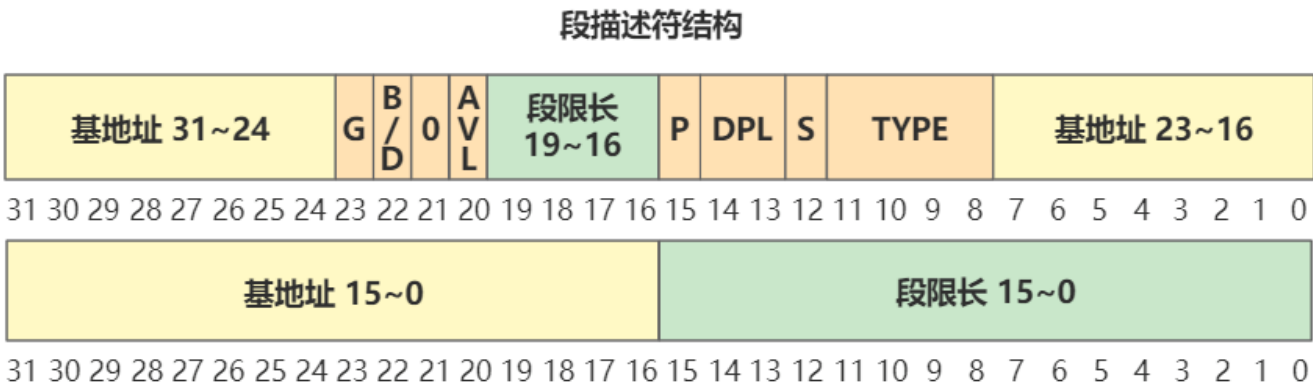 段描述符结构
基地址 31~24 G B/D 0 AVL 段限长 19~16 P DPL S TYPE 基地址 23~16
31 30 29 28 27 26 25 24 23 22 21 20 19 18 17 16 15 14 13 12 11 10 9 8 7 6 5 4 3 2 1 0
基地址 15~0 段限长 15~0
31 30 29 28 27 26 25 24 23 22 21 20 19 18 17 16 15 14 13 12 11 10 9 8 7 6 5 4 3 2 1 0